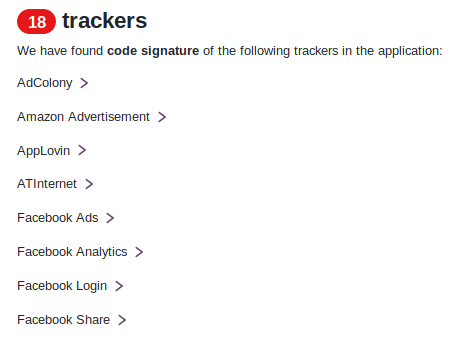 18 trackers
We have found code signature of the following trackers in the application:
AdColony
Amazon Advertisement
AppLovin
ATInternet
Facebook Ads
Facebook Analytics
Facebook Login
Facebook Share